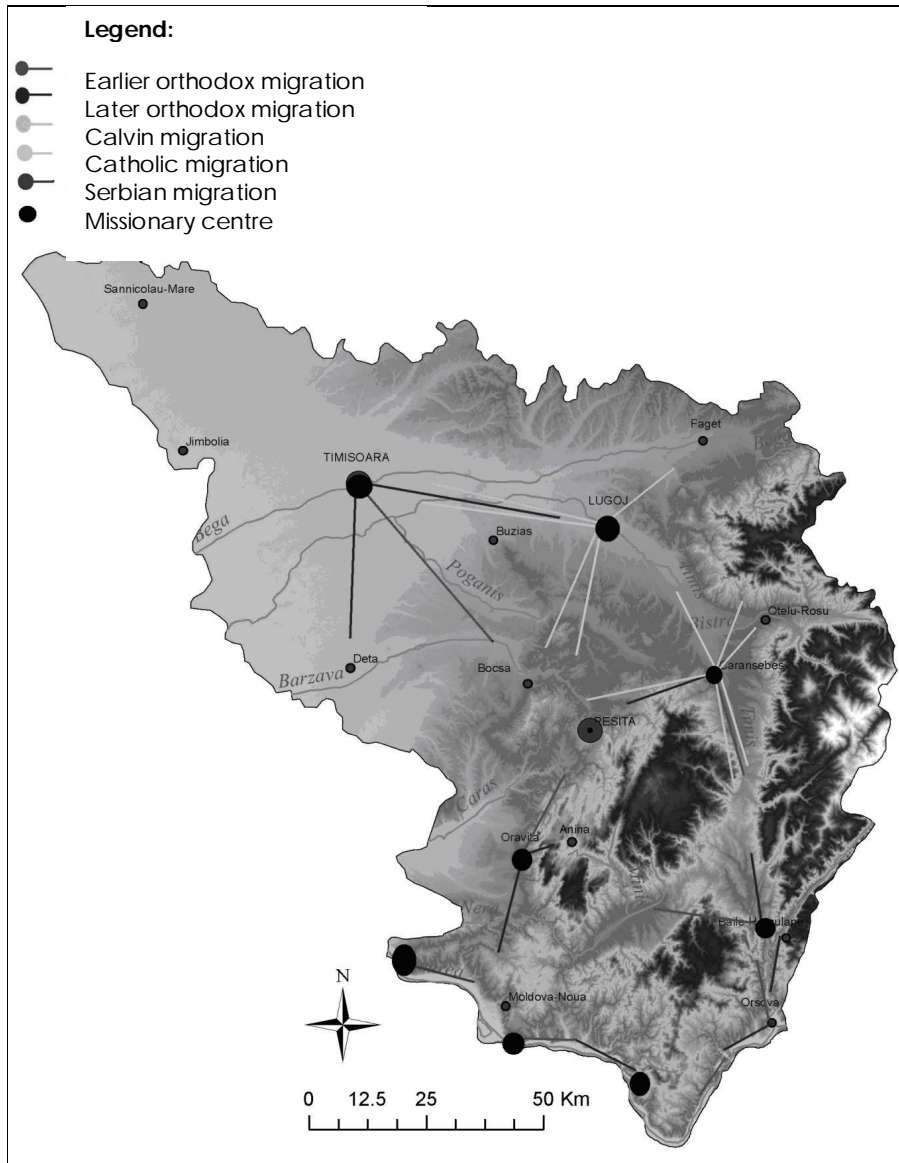 Legend:
Earlier orthodox migration
Later orthodox migration
Calvin migration
Catholic migration
Serbian migration
Missionary centre
Sannicolau-Mare
Faget
Bega
Jimbolia
TIMISOARA
LUGOJ
Bega
Buzias
Poganis
Timis
Otelu-Rosu
Bistra
Caransebes
Deta
Barzava
Bocsa
Timis
RESITA
Caras
Oravita
Anina
Nera
Baile Herculane
N
Moldova-Noua
Orsova
0 12.5 25 50 Km